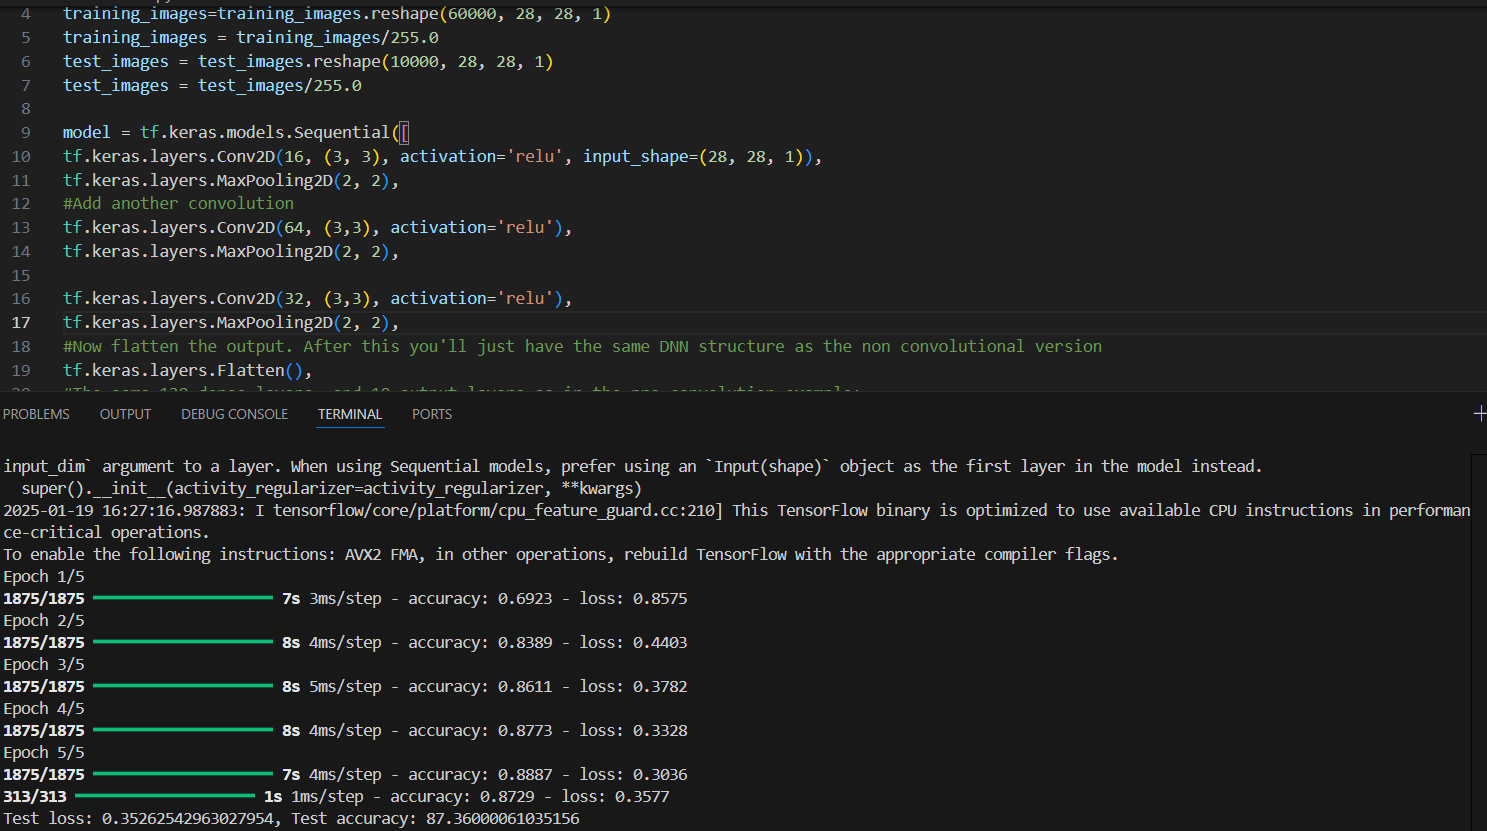 4 training_images=training_images.reshape(60000, 28, 28, 1)
5 training_images = training_images/255.0
6 test_images = test_images.reshape(10000, 28, 28, 1)
7 test_images = test_images/255.0
8
9 model = tf.keras.models.Sequential([
10 tf.keras.layers.Conv2D(16, (3, 3), activation='relu', input_shape=(28, 28, 1)),
11 tf.keras.layers.MaxPooling2D(2, 2),
12 #Add another convolution
13 tf.keras.layers.Conv2D(64, (3,3), activation='relu'),
14 tf.keras.layers.MaxPooling2D(2, 2),
15
16 tf.keras.layers.Conv2D(32, (3,3), activation='relu'),
17 tf.keras.layers.MaxPooling2D(2, 2),
18 #Now flatten the output. After this you'll just have the same DNN structure as the non convolutional version
19 tf.keras.layers.Flatten(),
PROBLEMS OUTPUT DEBUG CONSOLE TERMINAL PORTS
input_dim` argument to a layer. When using Sequential models, prefer using an `Input(shape)` object as the first layer in the model instead.
super().__init__(activity_regularizer=activity_regularizer, **kwargs)
2025-01-19 16:27:16.987883: I tensorflow/core/platform/cpu_feature_guard.cc:210] This TensorFlow binary is optimized to use available CPU instructions in performan
ce-critical operations.
To enable the following instructions: AVX2 FMA, in other operations, rebuild TensorFlow with the appropriate compiler flags.
Epoch 1/5
1875/1875 7s 3ms/step - accuracy: 0.6923 - loss: 0.8575
Epoch 2/5
1875/1875 8s 4ms/step - accuracy: 0.8389 - loss: 0.4403
Epoch 3/5
1875/1875 8s 5ms/step - accuracy: 0.8611 - loss: 0.3782
Epoch 4/5
1875/1875 8s 4ms/step - accuracy: 0.8773 - loss: 0.3328
Epoch 5/5
1875/1875 7s 4ms/step - accuracy: 0.8887 - loss: 0.3036
313/313 1s 1ms/step - accuracy: 0.8729 - loss: 0.3577
Test loss: 0.35262542963027954, Test accuracy: 87.36000061035156